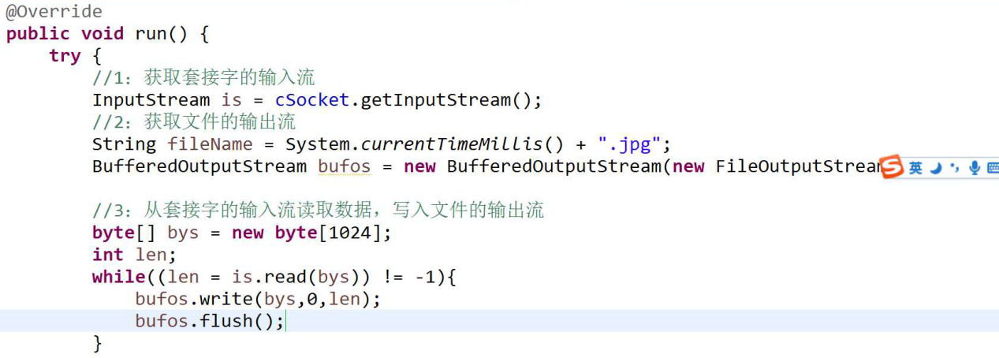 @Override
public void run() {
try {
//1：获取套接字的输入流
InputStream is = cSocket.getInputStream();
//2：获取文件的输出流
String fileName = System.currentTimeMillis() + ".jpg";
BufferedOutputStream bufos = new BufferedOutputStream(new FileOutputStream
英
//3：从套接字的输入流读取数据，写入文件的输出流
byte[] bys = new byte[1024];
int len;
while((len = is.read(bys)) != -1){
bufos.write(bys,0,len);
bufos.flush();
}